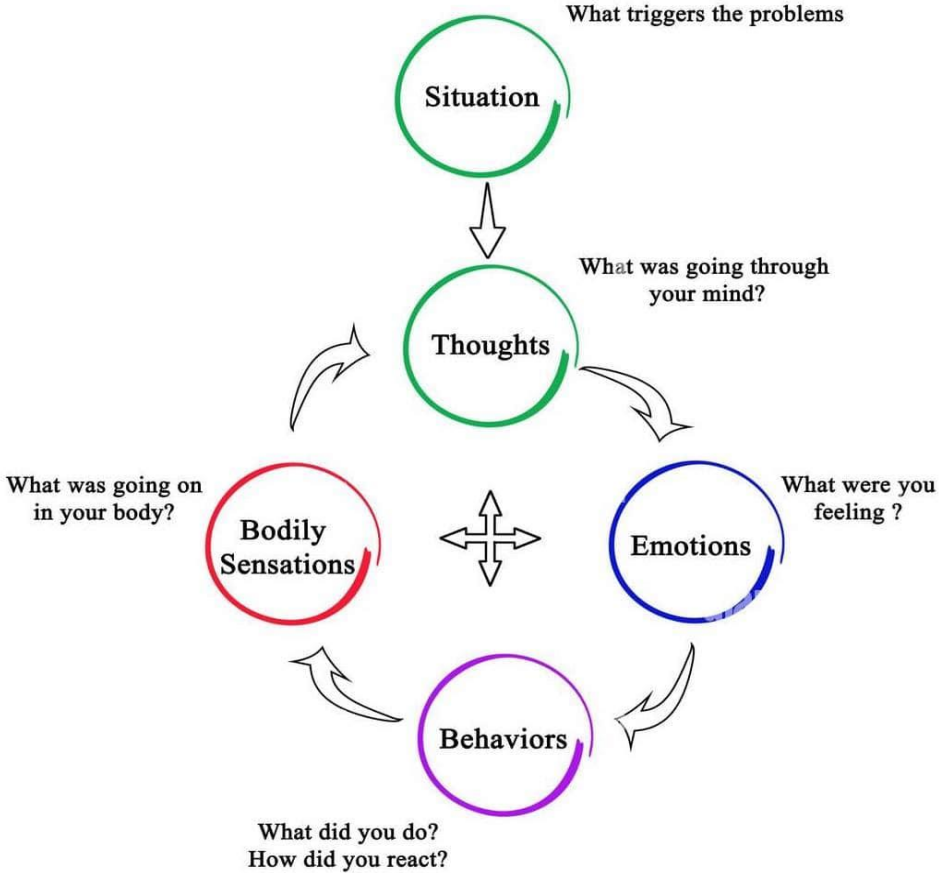 What triggers the problems
Situation
What was going through
your mind?
Thoughts
What was going on
in your body?
Bodily
Sensations
What were you
feeling ?
Emotions
Behaviors
What did you do?
How did you react?